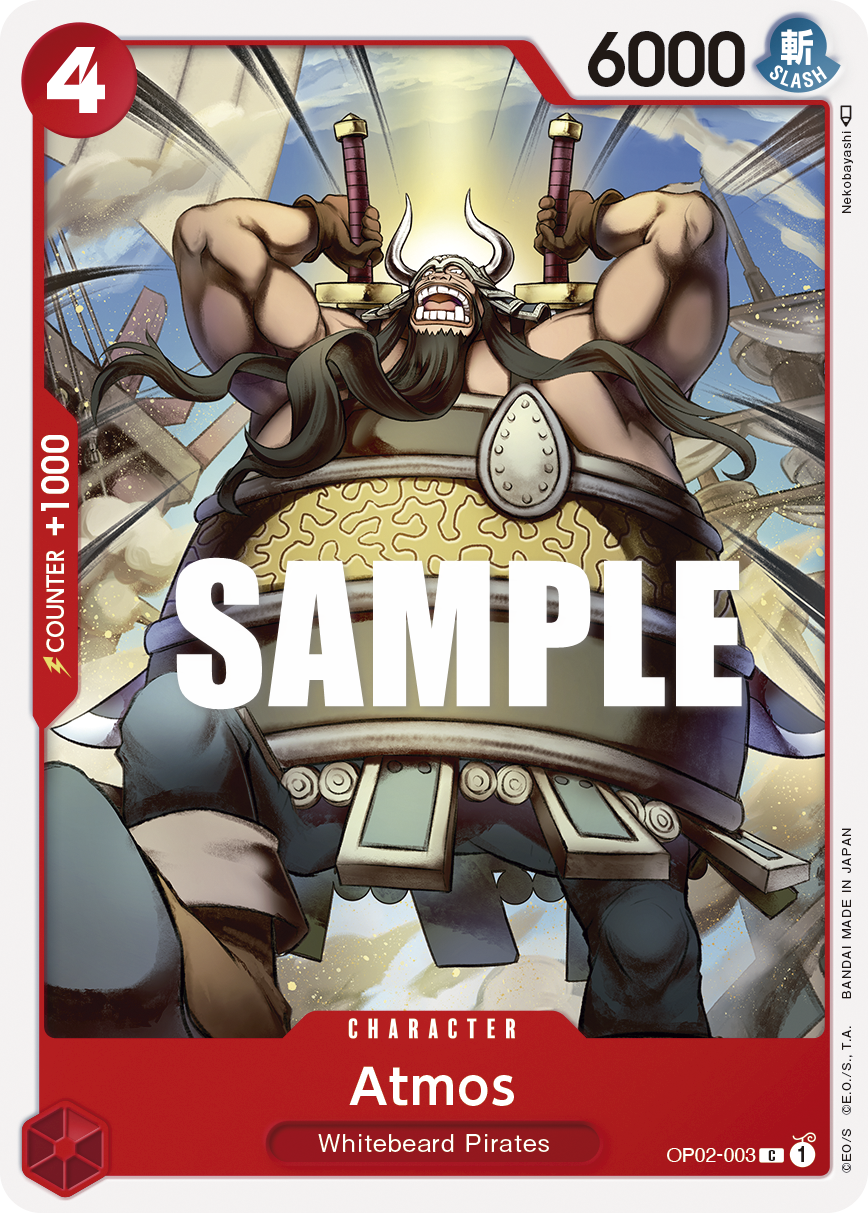 4
6000
斬
SLASH
Nekobayashi
COUNTER +1000
SAMPLE
CHARACTER
Atmos
Whitebeard Pirates
OP02-003 C 1
©EO/S ©E.O./S., T.A. BANDAI MADE IN JAPAN